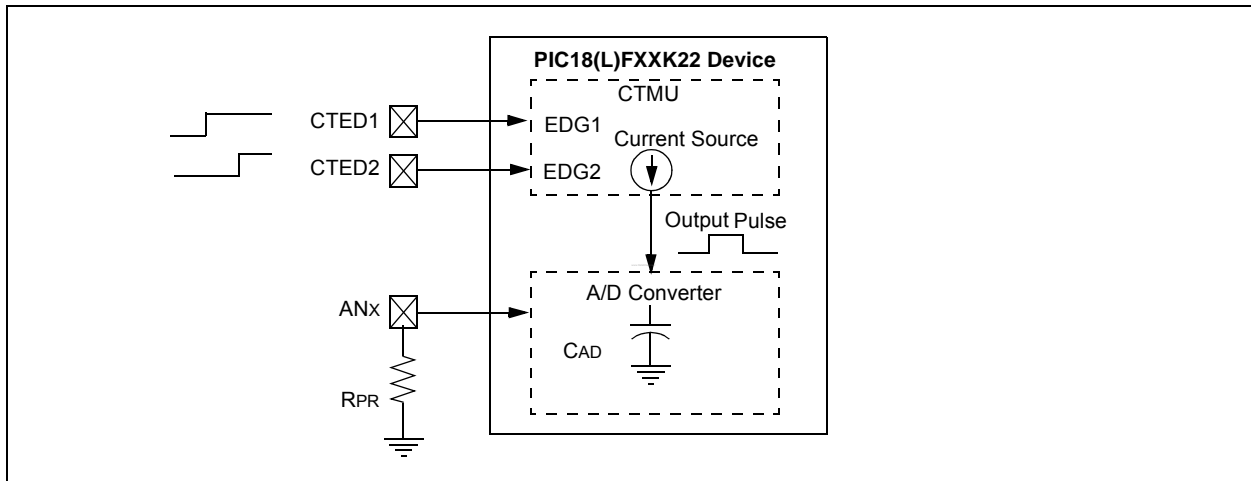 PIC18(L)FXXK22 Device
CTMU
CTED1
EDG1
Current Source
CTED2
EDG2
Output Pulse
A/D Converter
ANX
CAD
RPR